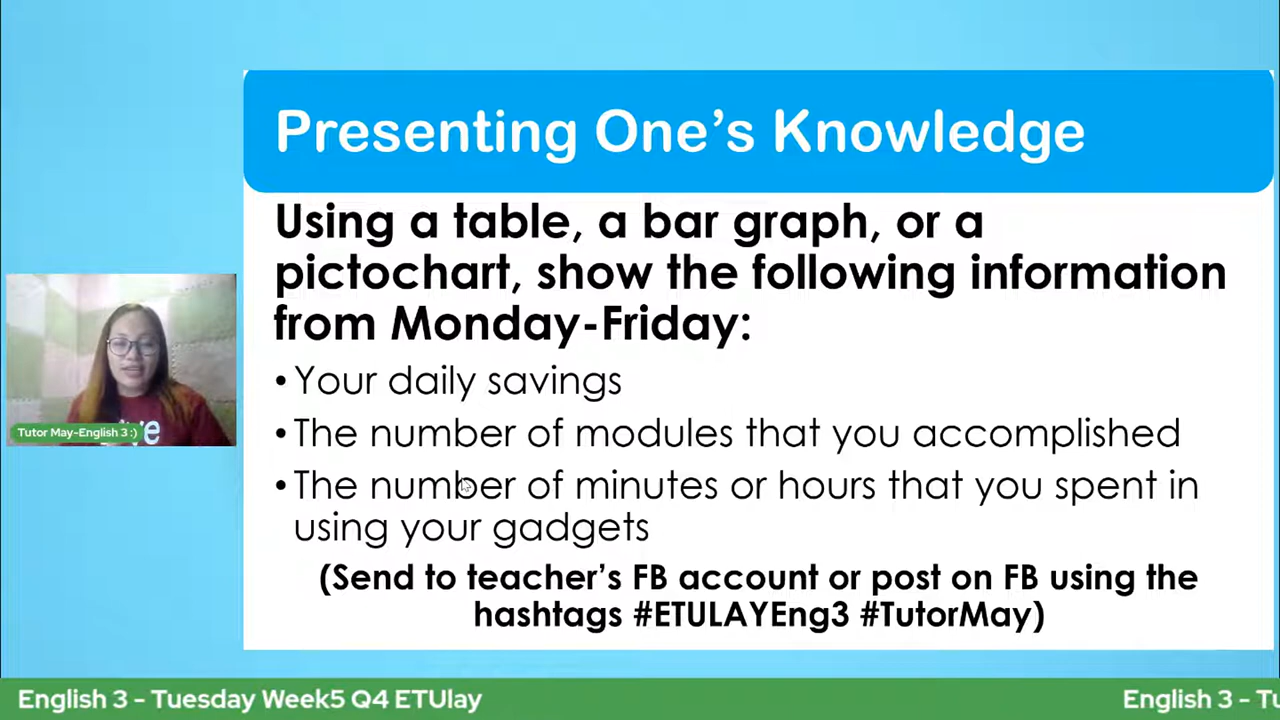 Presenting One's Knowledge
Using a table, a bar graph, or a
pictochart, show the following information
from Monday-Friday:
• Your daily savings
• The number of modules that you accomplished
• The number of minutes or hours that you spent in
using your gadgets
(Send to teacher's FB account or post on FB using the
hashtags #ETULAYEng3 #TutorMay)
Tutor May-English 3 :)
English 3 - Tuesday Week5 Q4 ETUlay
English 3 - TU